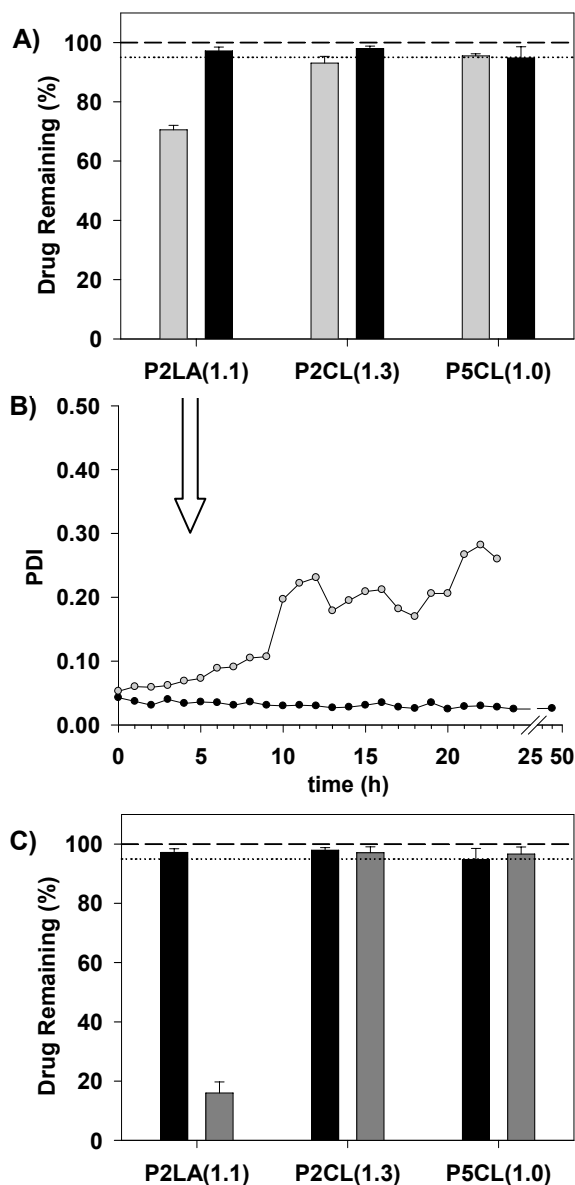 A)
Drug Remaining (%)
100
80
60
40
20
0
P2LA(1.1) P2CL(1.3) P5CL(1.0)
B)
PDI
0.50
0.40
0.30
0.20
0.10
0.00
0 5 10 15 20 25 50
time (h)
C)
Drug Remaining (%)
100
80
60
40
20
0
P2LA(1.1) P2CL(1.3) P5CL(1.0)